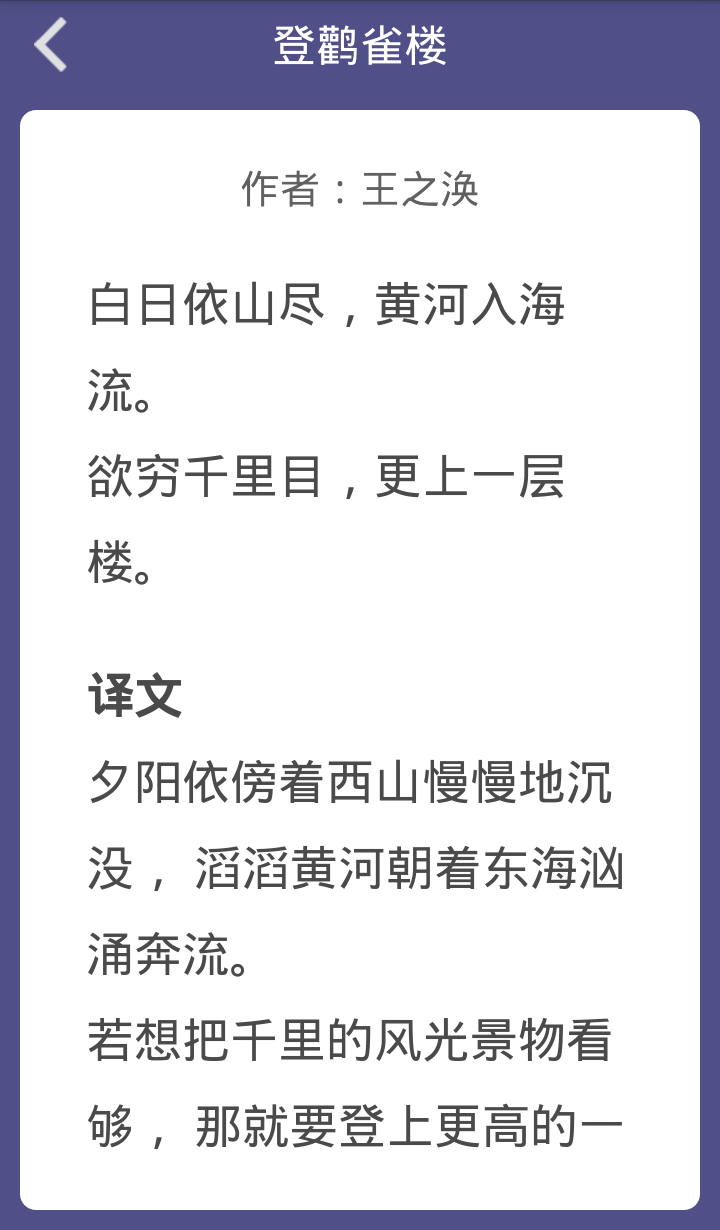 登鹳雀楼
作者：王之涣
白日依山尽，黄河入海
流。
欲穷千里目，更上一层
楼。
译文
夕阳依傍着西山慢慢地沉
没， 滔滔黄河朝着东海汹
涌奔流。
若想把千里的风光景物看
够， 那就要登上更高的一